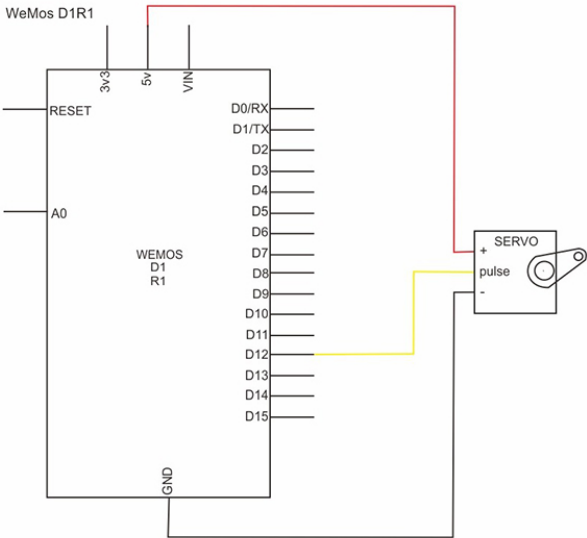 WeMos D1R1
3v3
5v
VIN
RESET
A0
WEMOS
D1
R1
D0/RX
D1/TX
D2
D3
D4
D5
D6
D7
D8
D9
D10
D11
D12
D13
D14
D15
GND
SERVO
+
pulse
-